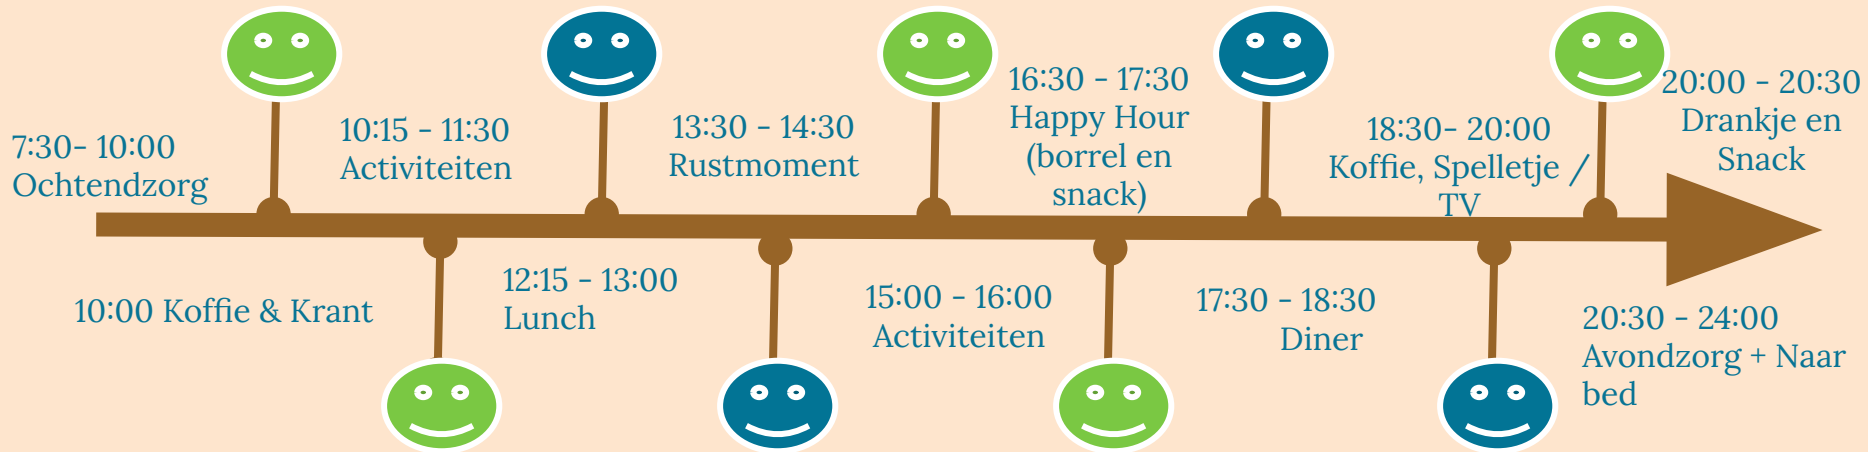 7:30- 10:00
Ochtendzorg
10:00 Koffie & Krant
10:15 - 11:30
Activiteiten
12:15 - 13:00
Lunch
13:30 - 14:30
Rustmoment
15:00 - 16:00
Activiteiten
16:30 - 17:30
Happy Hour
(borrel en
snack)
17:30 - 18:30
Diner
18:30- 20:00
Koffie, Spelletje /
TV
20:00 - 20:30
Drankje en
Snack
20:30 - 24:00
Avondzorg + Naar
bed